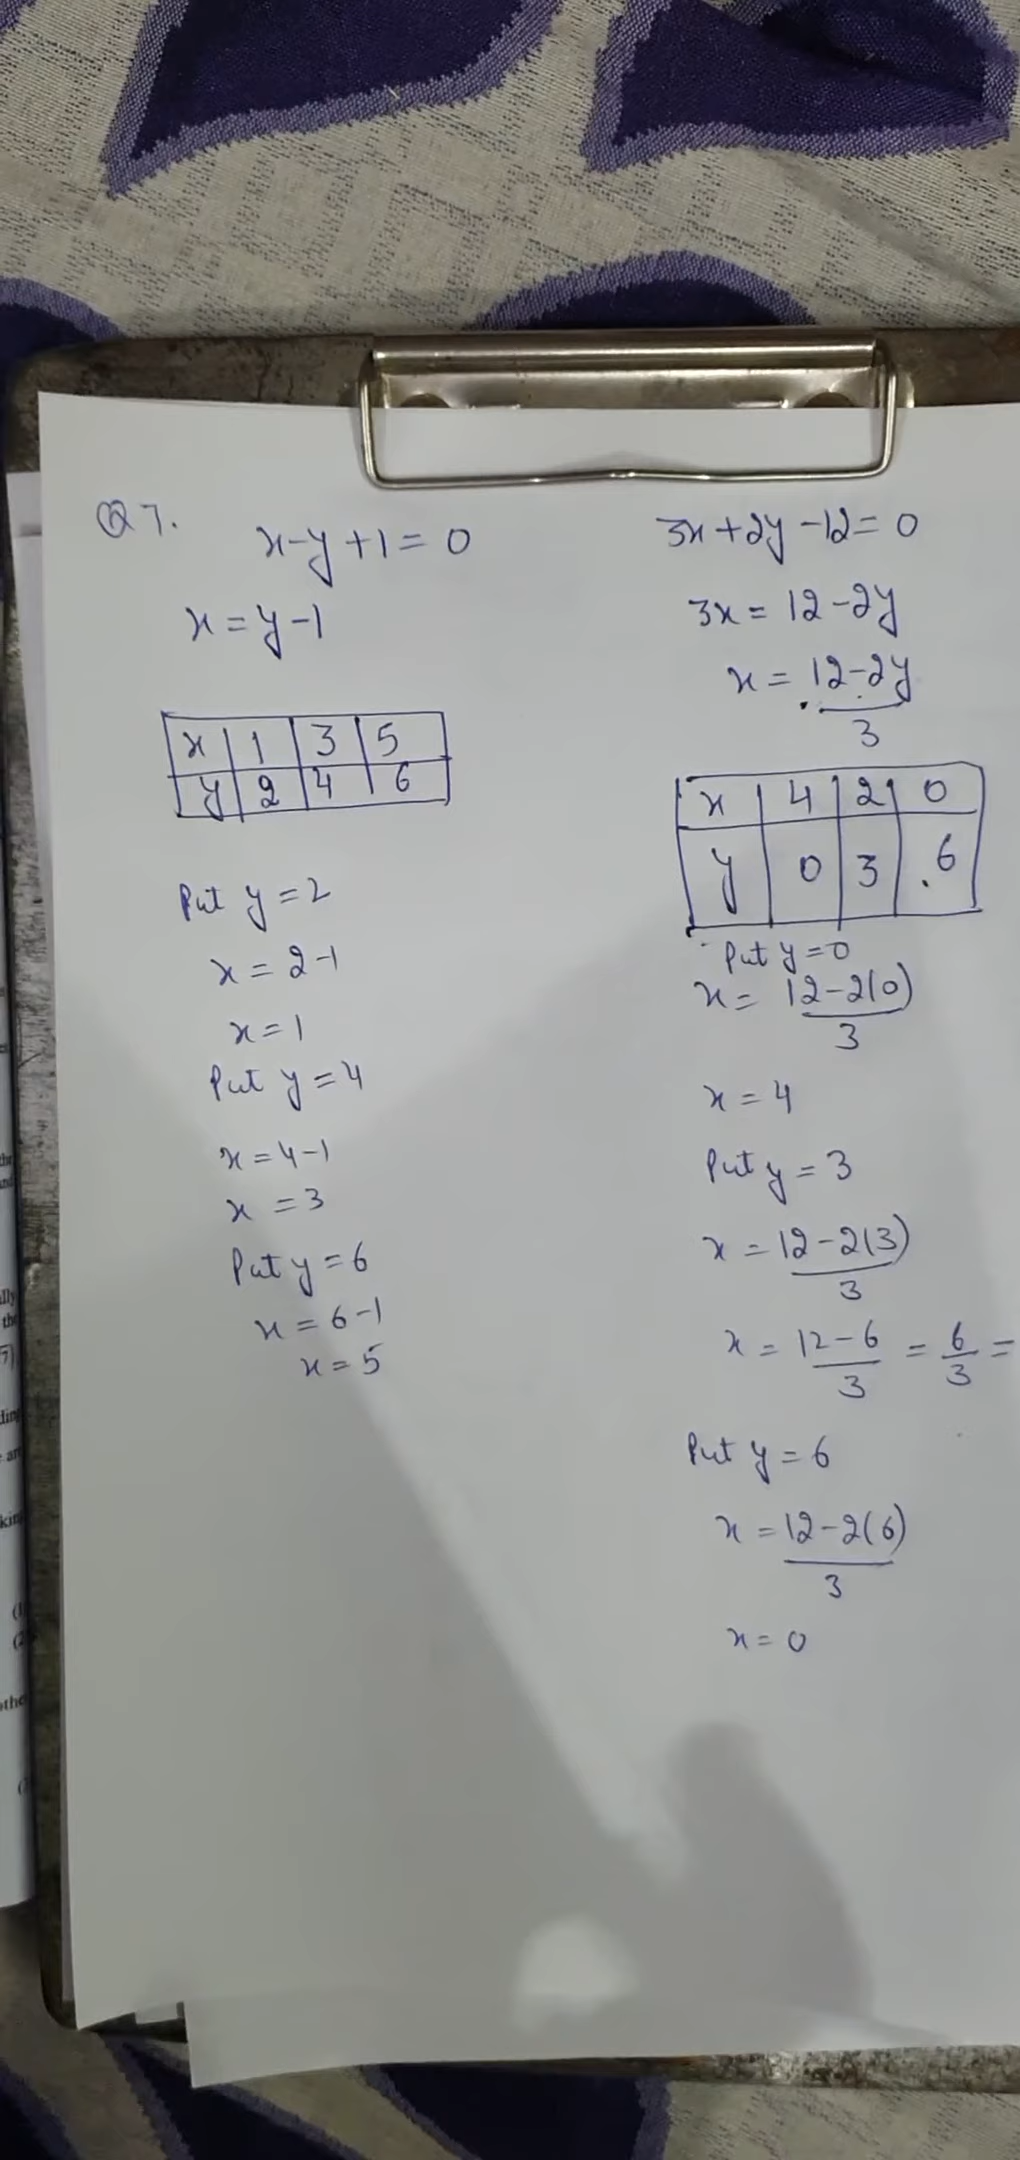 Q 7.
x-y+1=0
x=y-1
x 1 3 5
y 2 4 6
Put y=2
x=2-1
x=1
Put y=4
x=4-1
x=3
Put y=6
x=6-1
x=5
3x+2y-12=0
3x=12-2y
x=12-2y/3
x 4 2 0
y 0 3 6
Put y=0
x=12-2(0)/3
x=4
Put y=3
x=12-2(3)/3
x=12-6/3=6/3=
Put y=6
x=12-2(6)/3
x=0